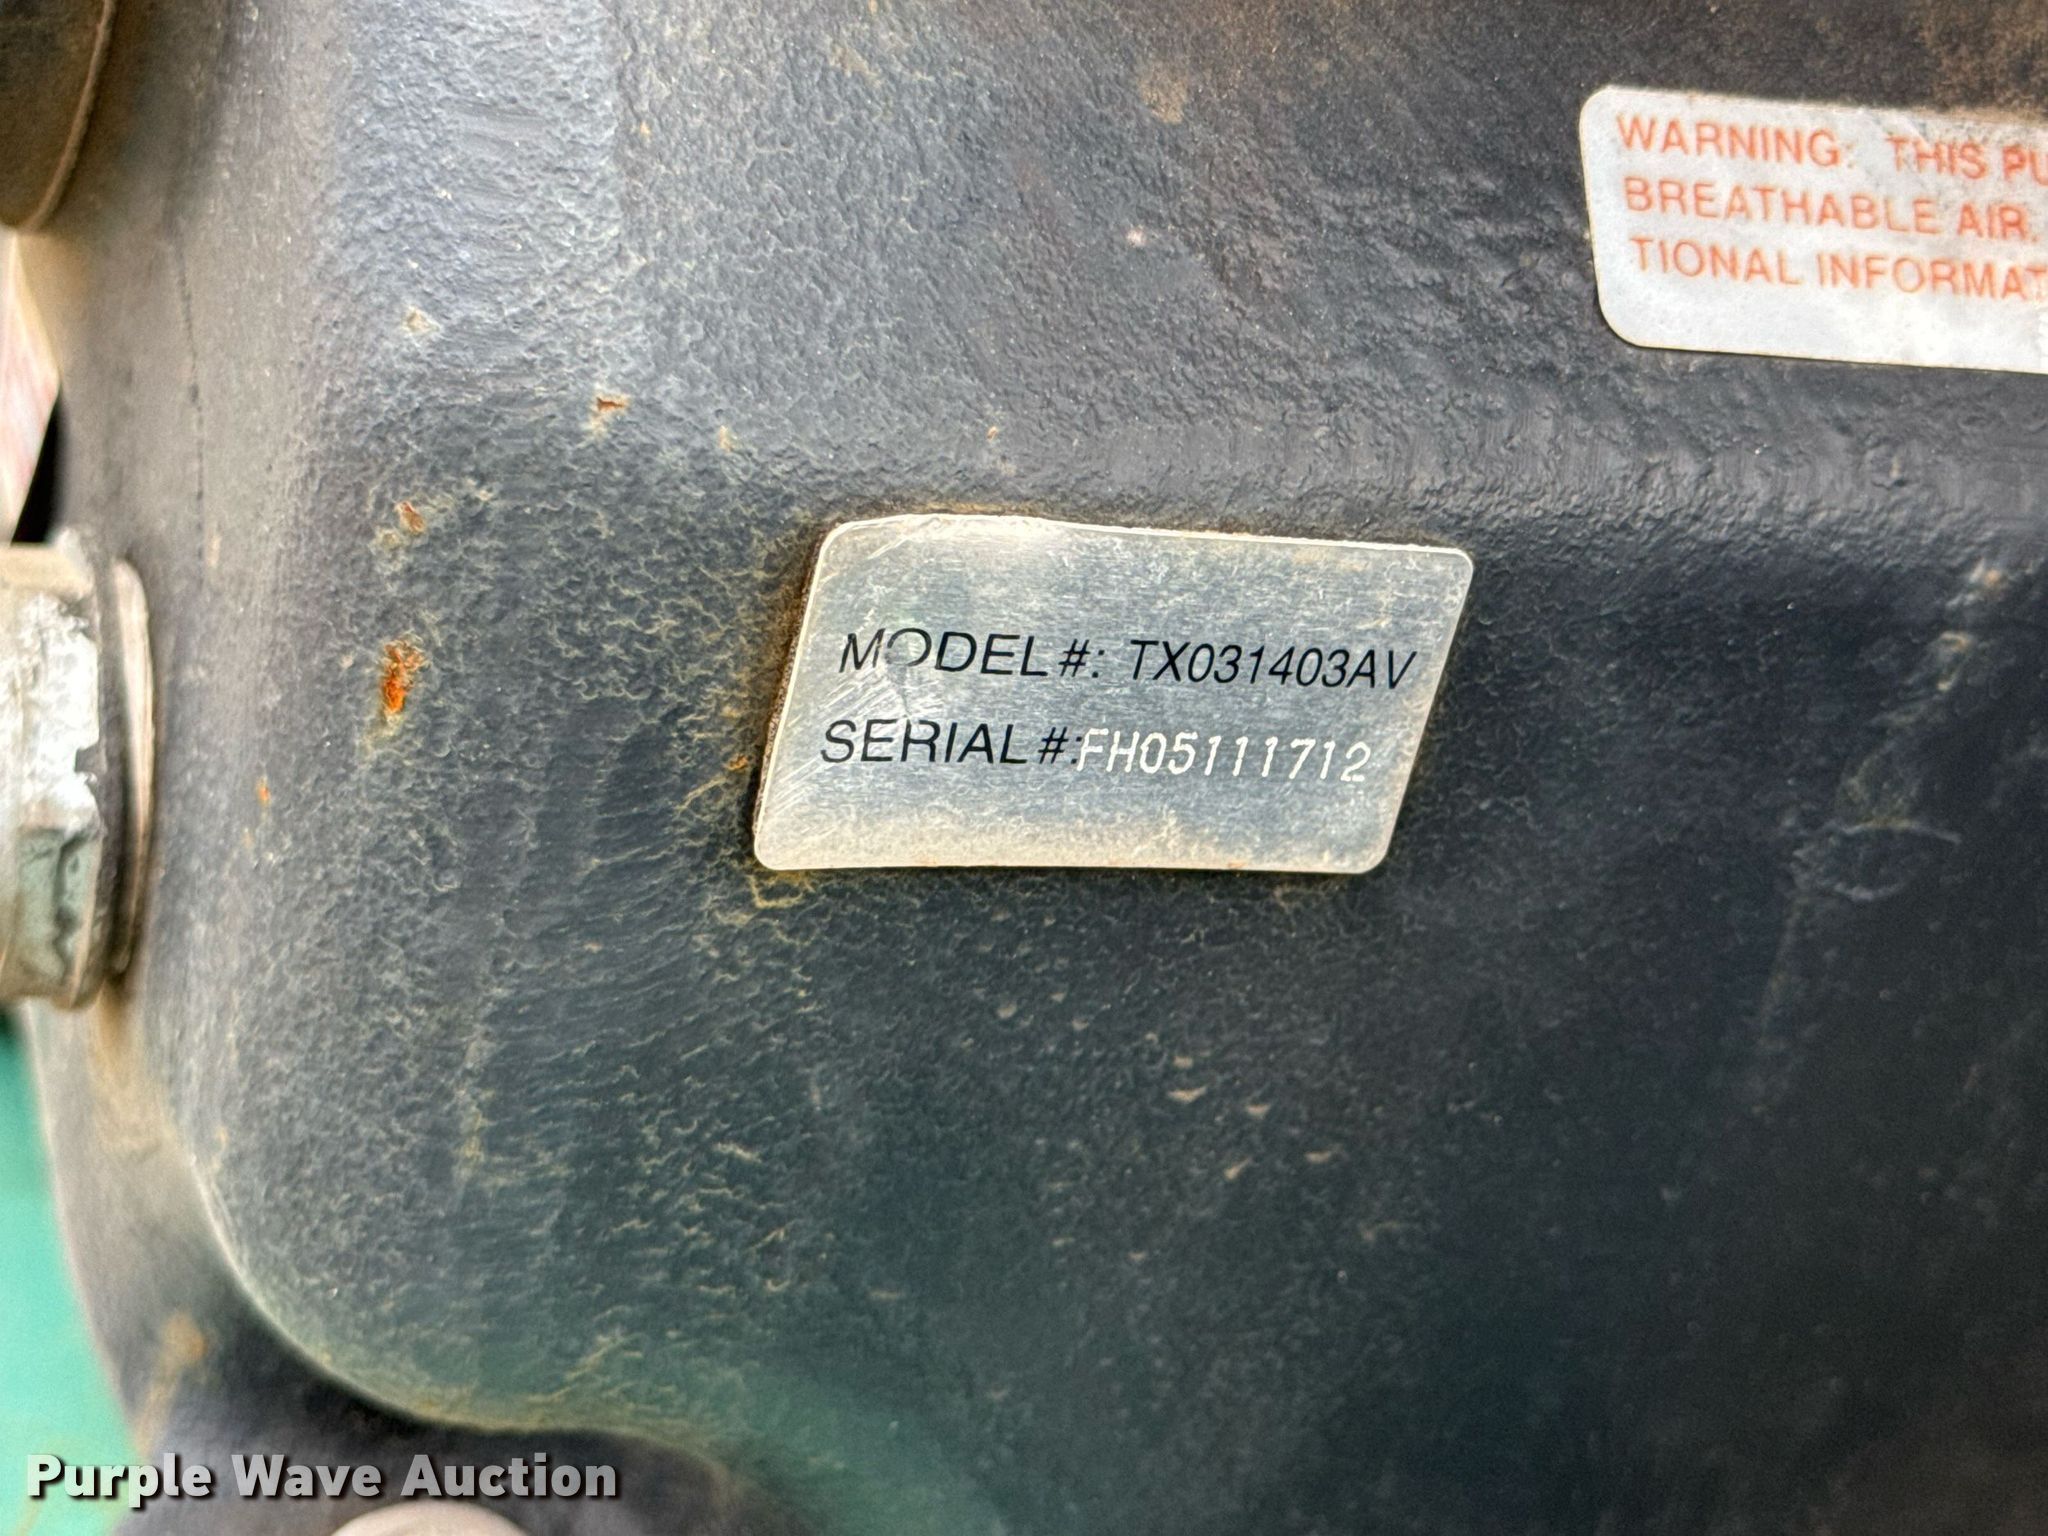 WARNING: THIS PU
BREATHABLE AIR.
TIONAL INFORMAT
MODEL#: TX031403AV
SERIAL#:FH05111712
Purple Wave Auction